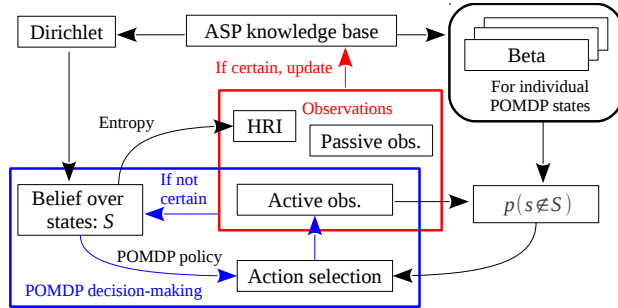 Dirichlet
ASP knowledge base
Beta
For individual
POMDP states
If certain, update
Observations
HRI
Passive obs.
Entropy
If not
certain
Belief over
states: S
Active obs.
p(s∉S)
POMDP policy
Action selection
POMDP decision-making